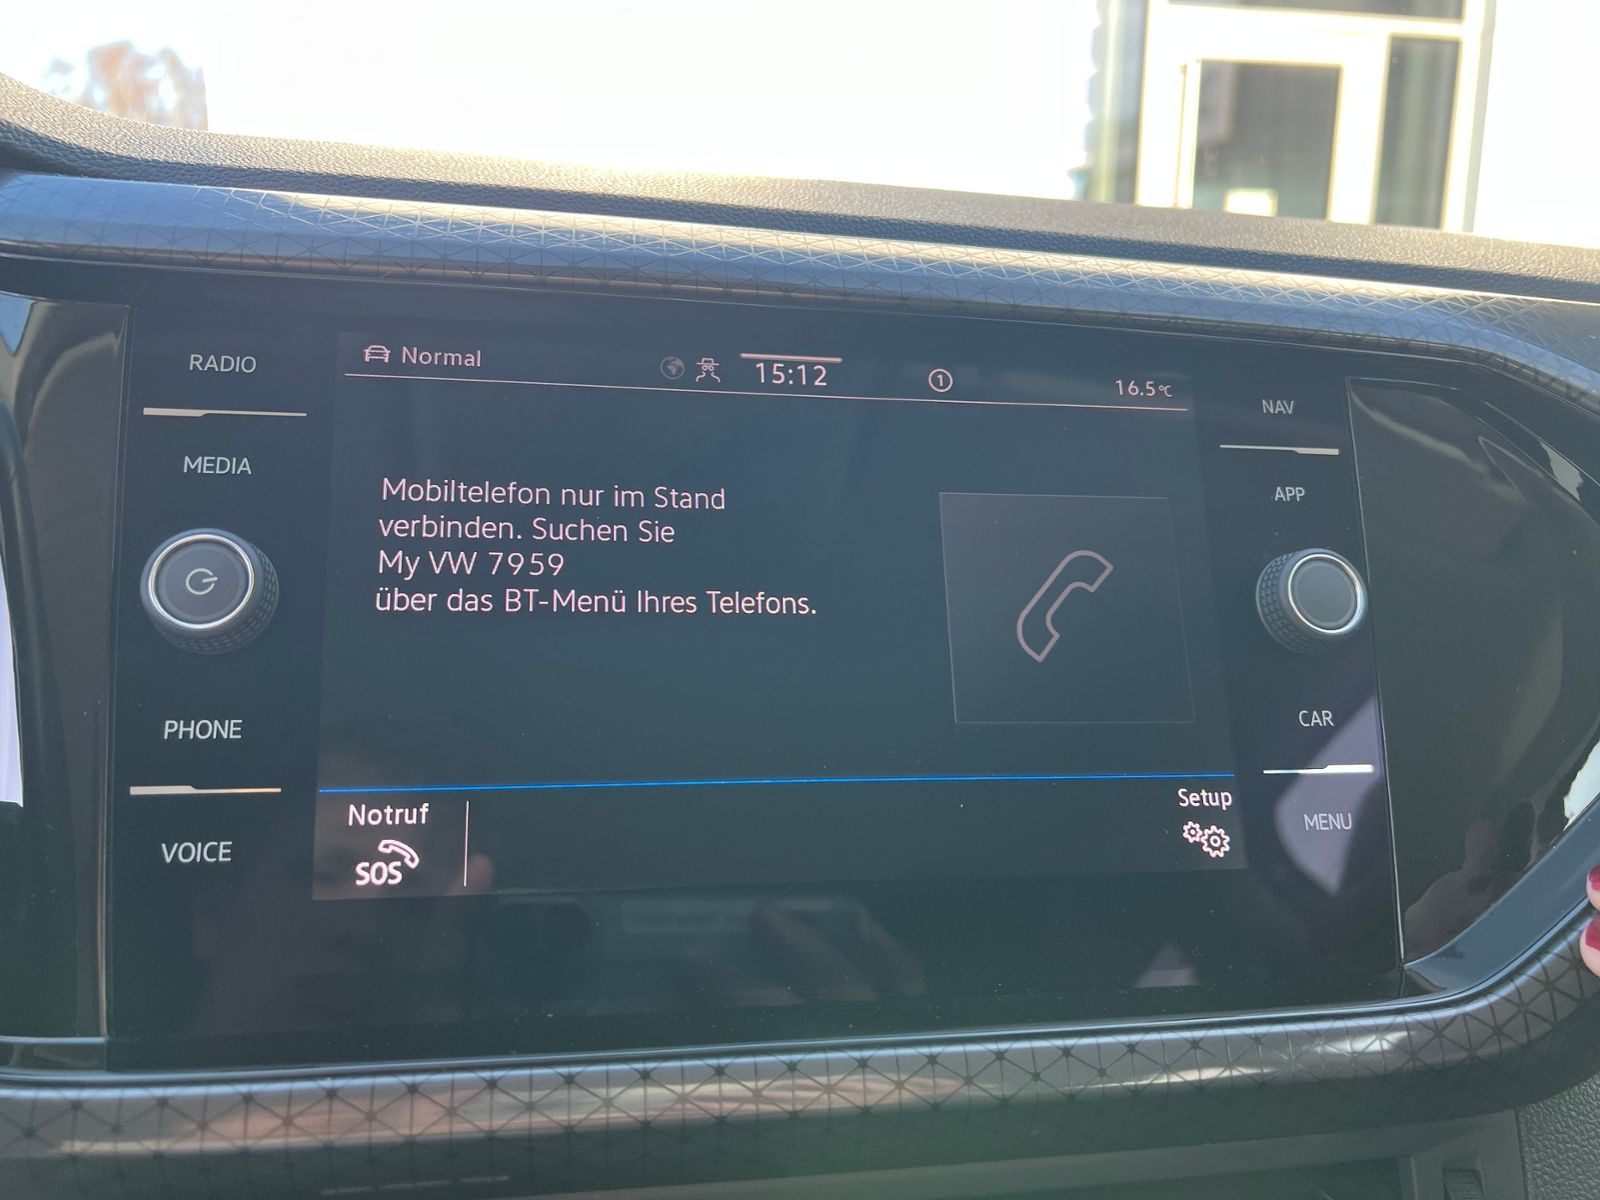 RADIO
MEDIA
PHONE
VOICE
Normal
15:12
1
16.5°C
Mobiltelefon nur im Stand
verbinden. Suchen Sie
My VW 7959
über das BT-Menü Ihres Telefons.
Notruf
SOS
Setup
NAV
APP
CAR
MENU